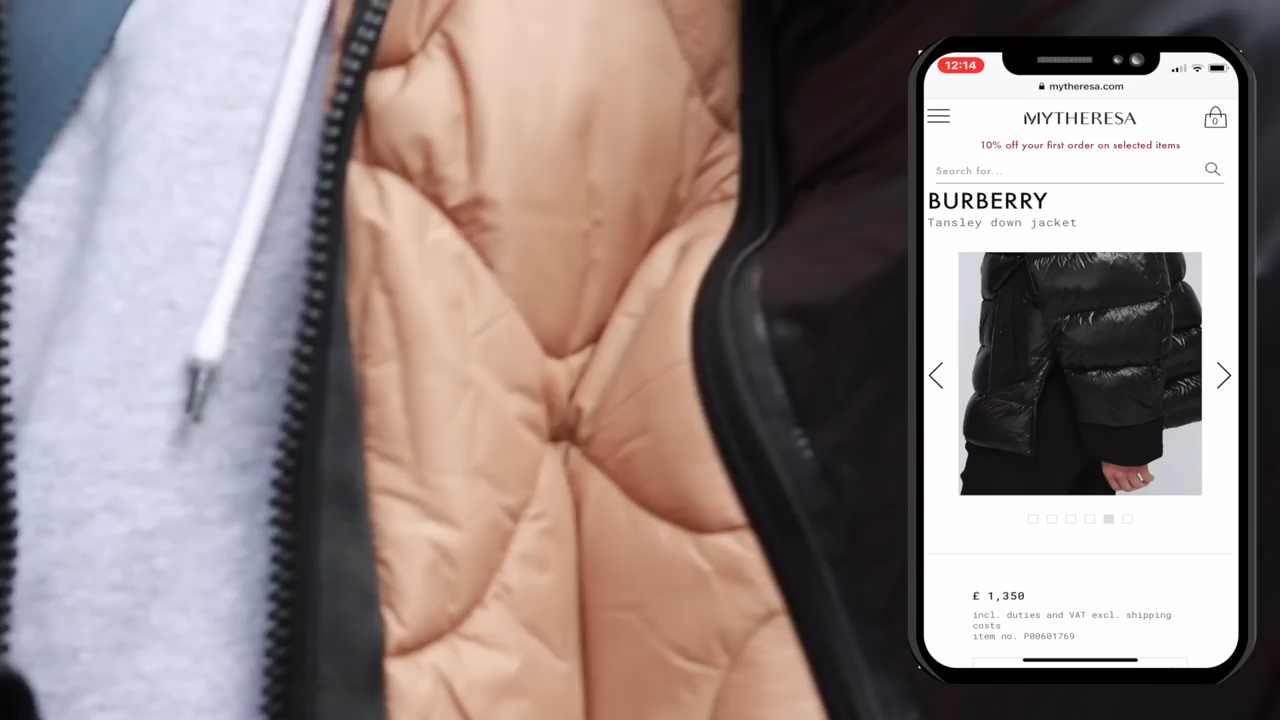 12:14
mytheresa.com
MYTHERESA
0
10% off your first order on selected items
Search for...
BURBERRY
Tansley down jacket
£ 1,350
incl. duties and VAT excl. shipping
costs
item no. P00601769